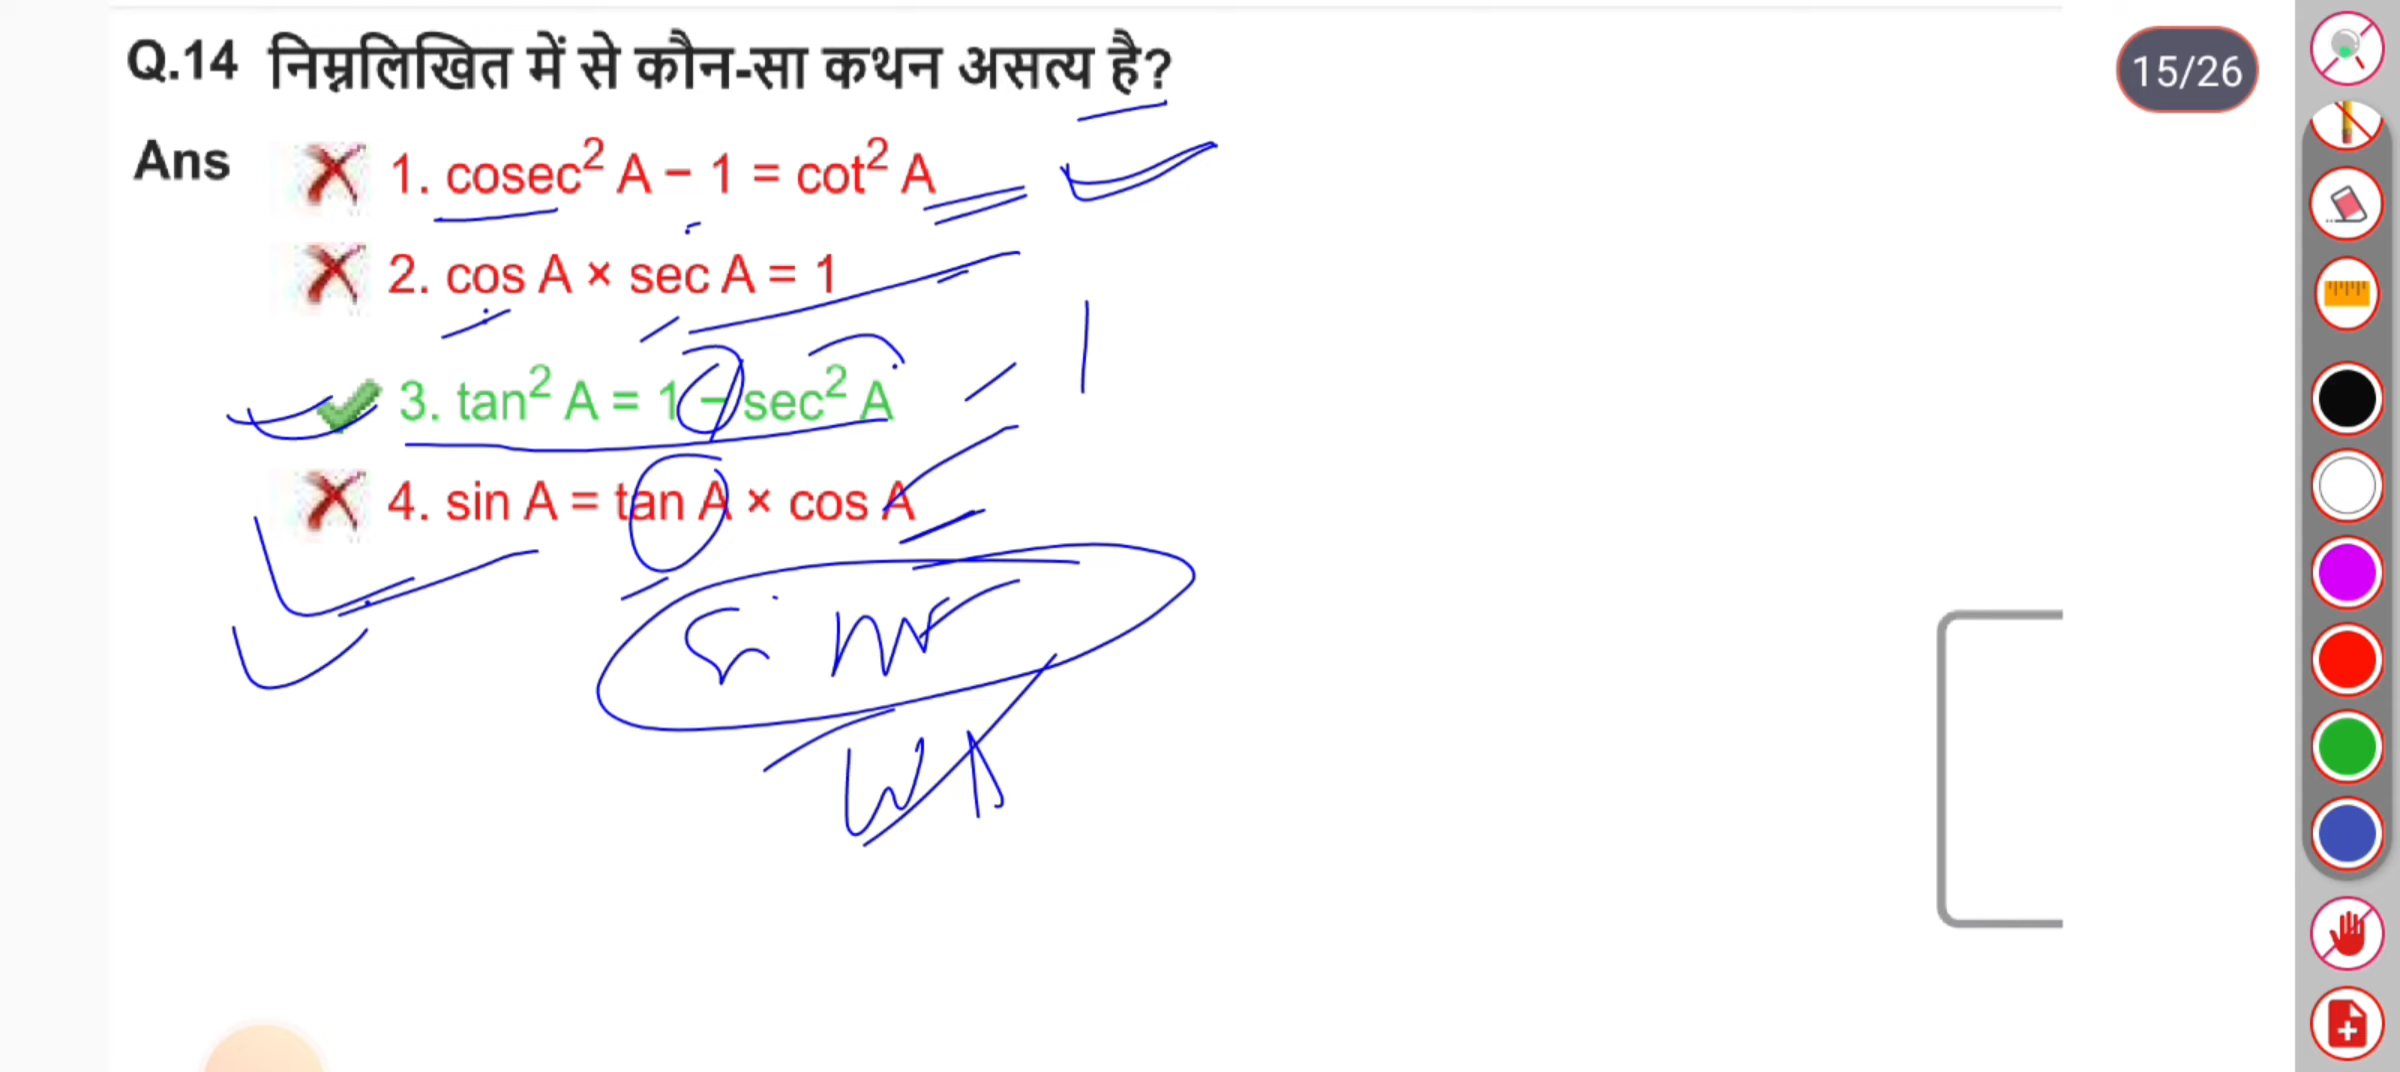 Q.14 निम्नलिखित में से कौन-सा कथन असत्य है?
15/26
Ans 1. cosec² A − 1 = cot² A
2. cos A × sec A = 1
3. tan² A = 1 − sec² A
4. sin A = tan A × cos A